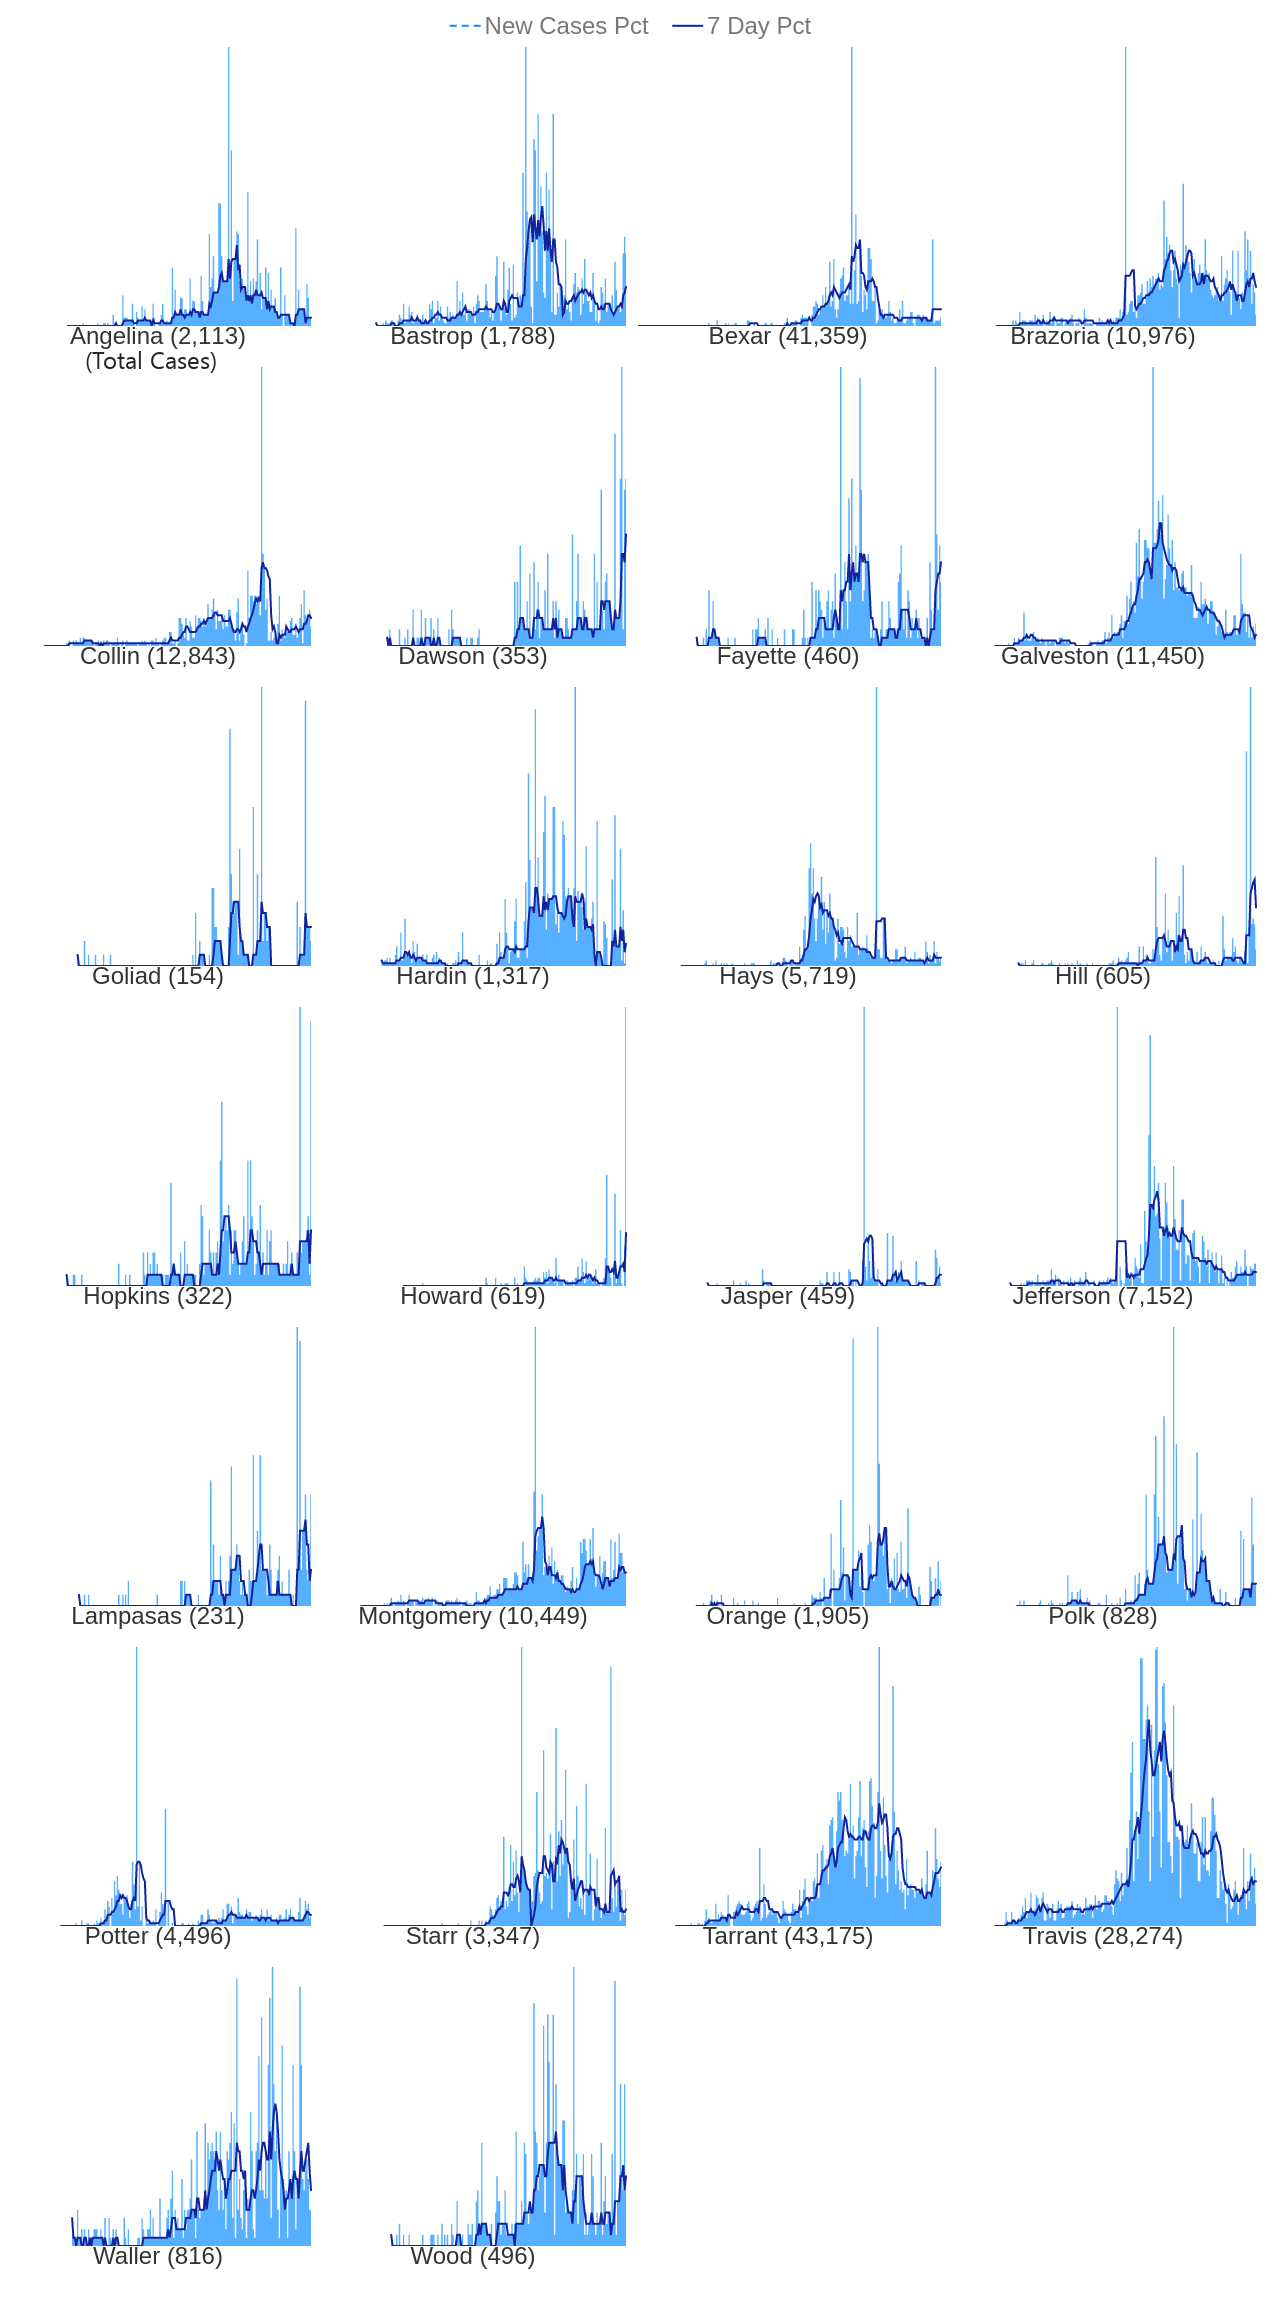 New Cases Pct 7 Day Pct
Angelina (2,113) Bastrop (1,788) Bexar (41,359) Brazoria (10,976)
(Total Cases)
Collin (12,843) Dawson (353) Fayette (460) Galveston (11,450)
Goliad (154) Hardin (1,317) Hays (5,719) Hill (605)
Hopkins (322) Howard (619) Jasper (459) Jefferson (7,152)
Lampasas (231) Montgomery (10,449) Orange (1,905) Polk (828)
Potter (4,496) Starr (3,347) Tarrant (43,175) Travis (28,274)
Waller (816) Wood (496)